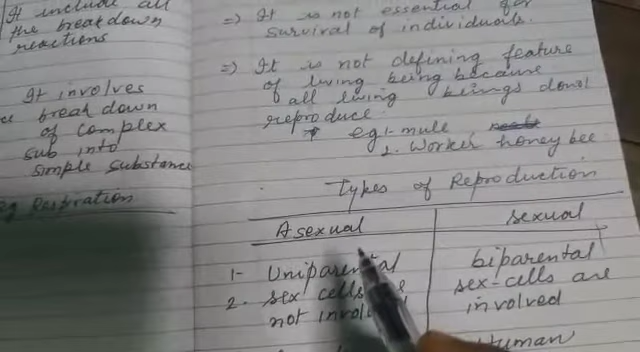 It include all
the breakdown
reactions
It involves
break down
of complex
sub into
simple substance
eg Respiration
=) It is not essential for
survival of individuals.
=) It is not defining feature
of living being because
all living beings donot
reproduce.
eg 1- mule
2. Worker honey bee.
Types of Reproduction
Asexual
sexual
1- Uniparental
biparental
2. sex cells
not
sex-cells are
involved
Human